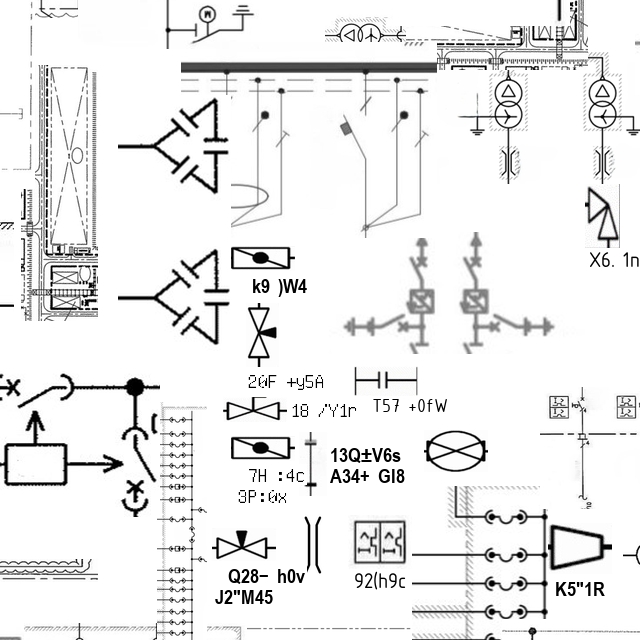 X6. 1n
k9 )W4
20F +y5A
T57 +0fW
18 /Y1r
13Q±V6s
A34+ GI8
7H :4c
3P:0x
Q28− h0v
J2"M45
92(h9c
K5"1R